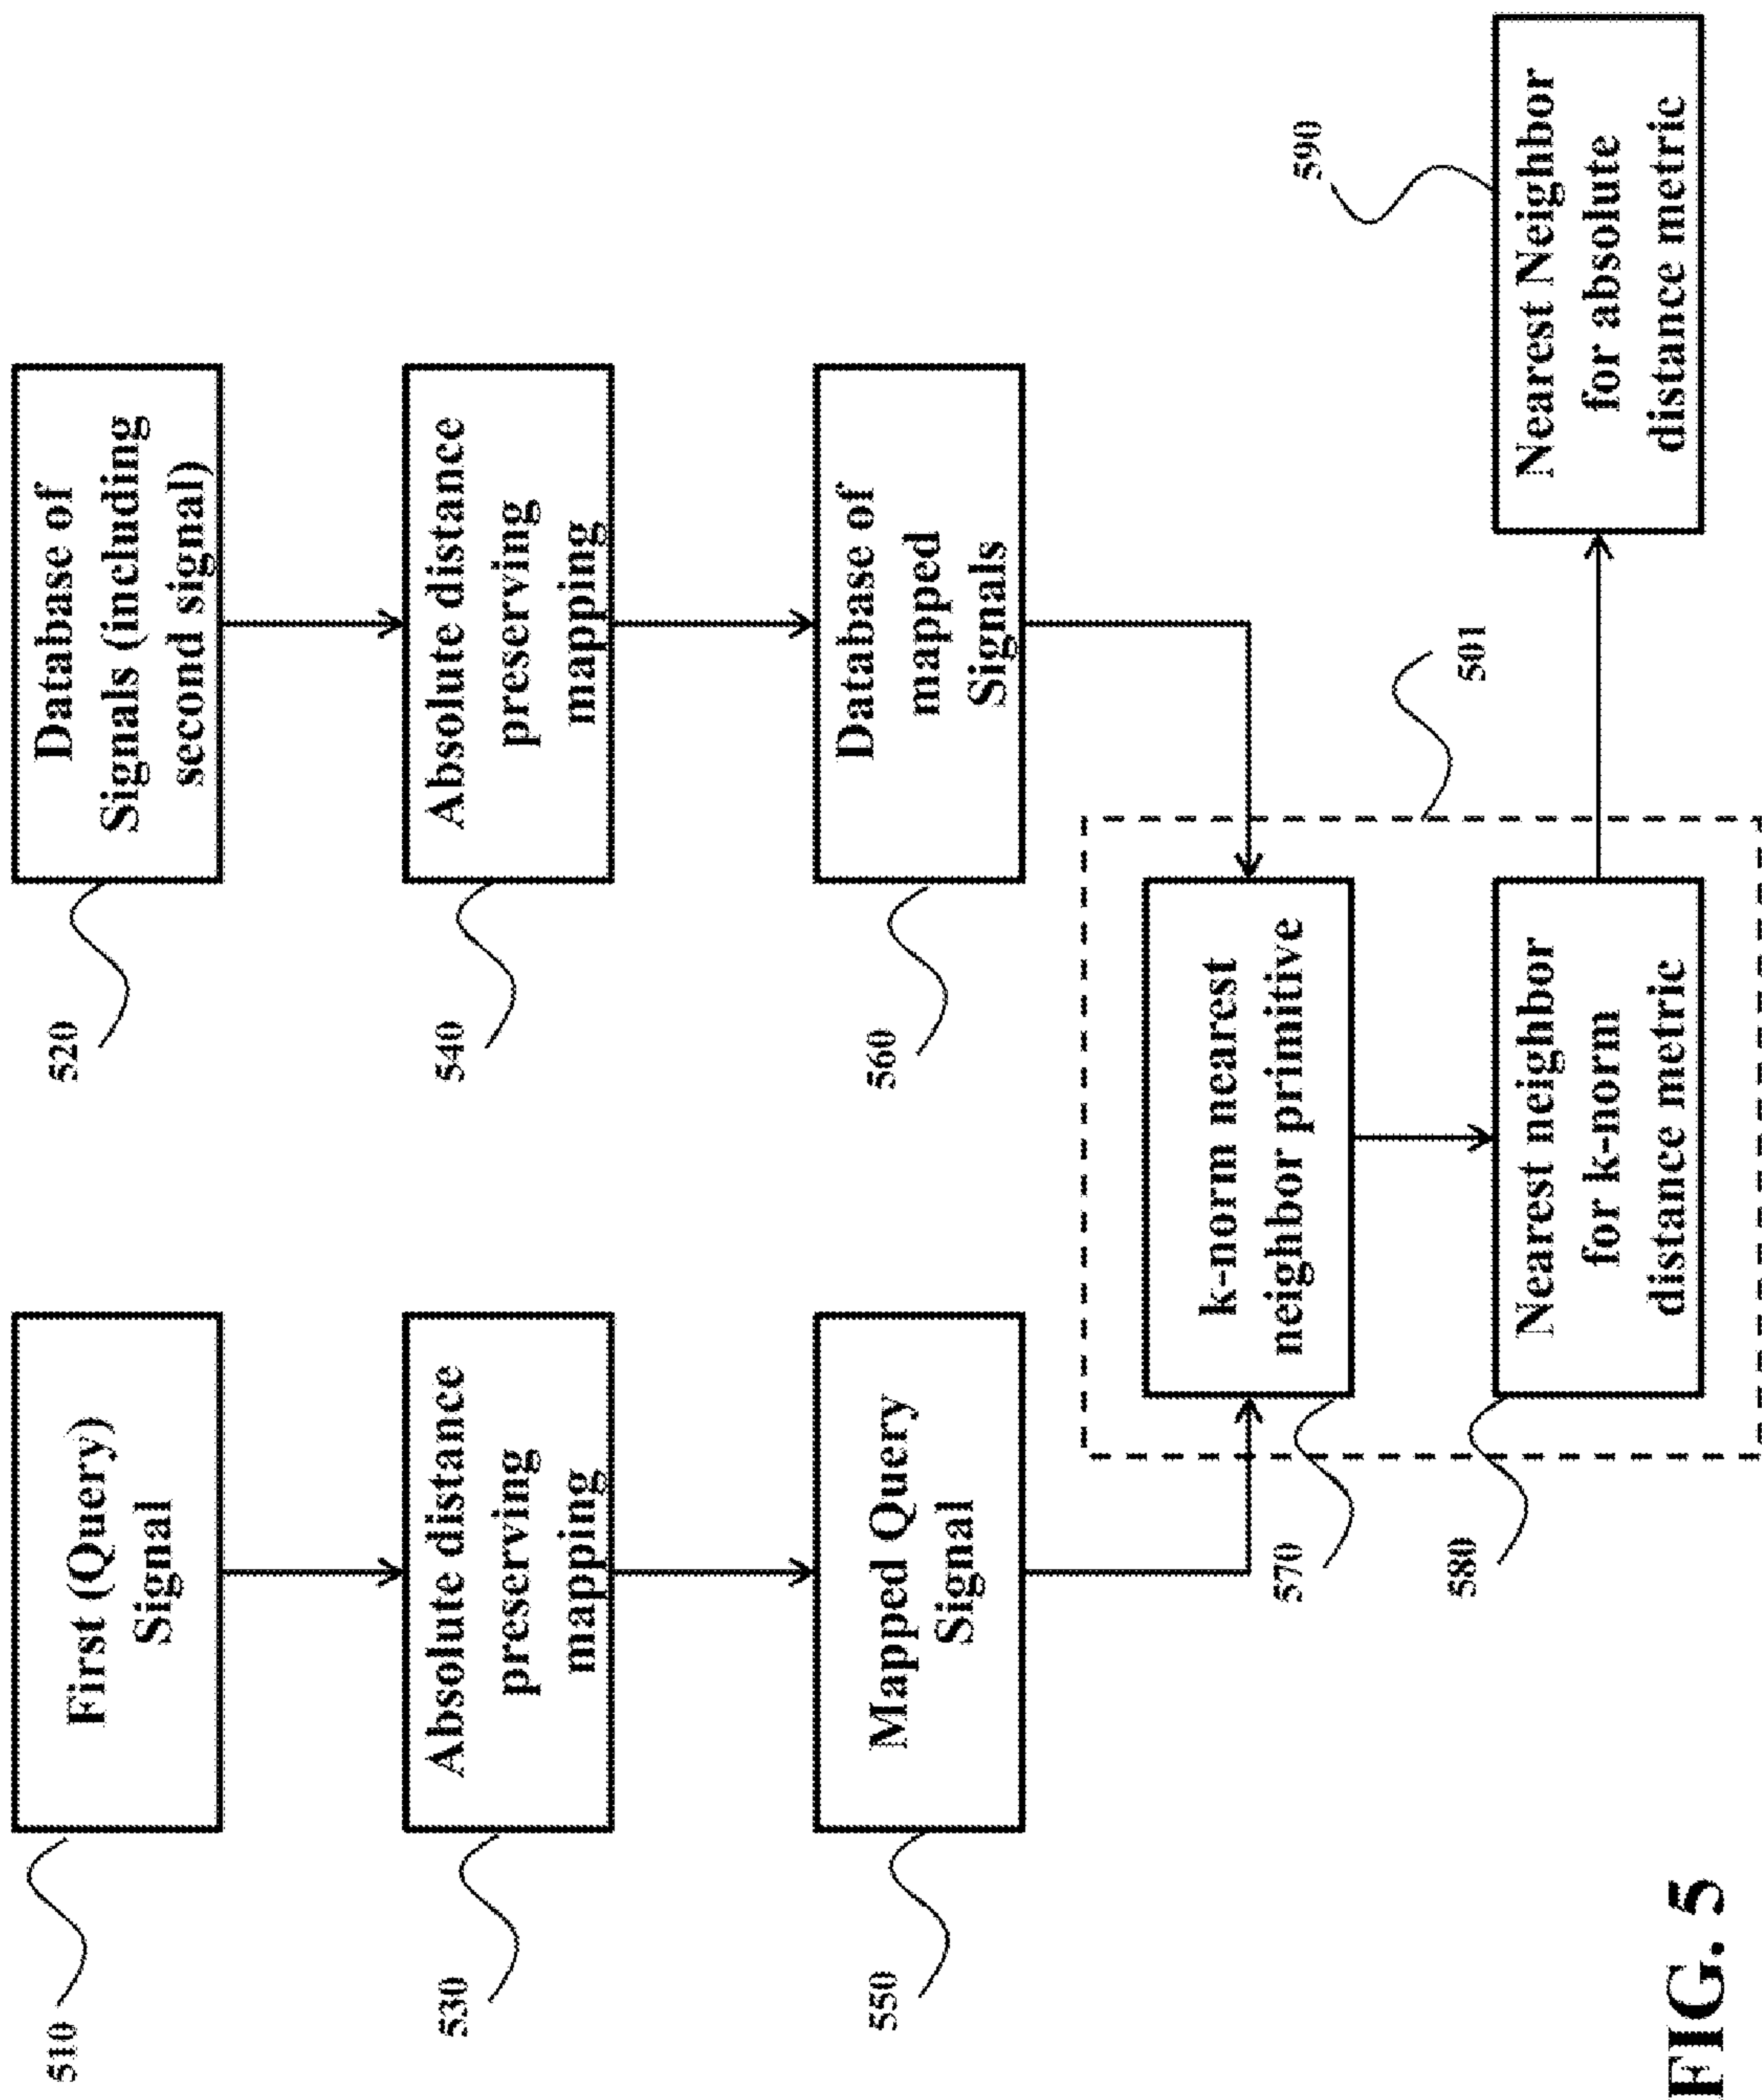 510
First (Query)
Signal
520
Database of
Signals (including
second signal)
530
Absolute distance
preserving
mapping
540
Absolute distance
preserving
mapping
550
Mapped Query
Signal
560
Database of
mapped
Signals
570
k-norm nearest
neighbor primitive
501
580
Nearest neighbor
for k-norm
distance metric
590
Nearest Neighbor
for absolute
distance metric
FIG. 5